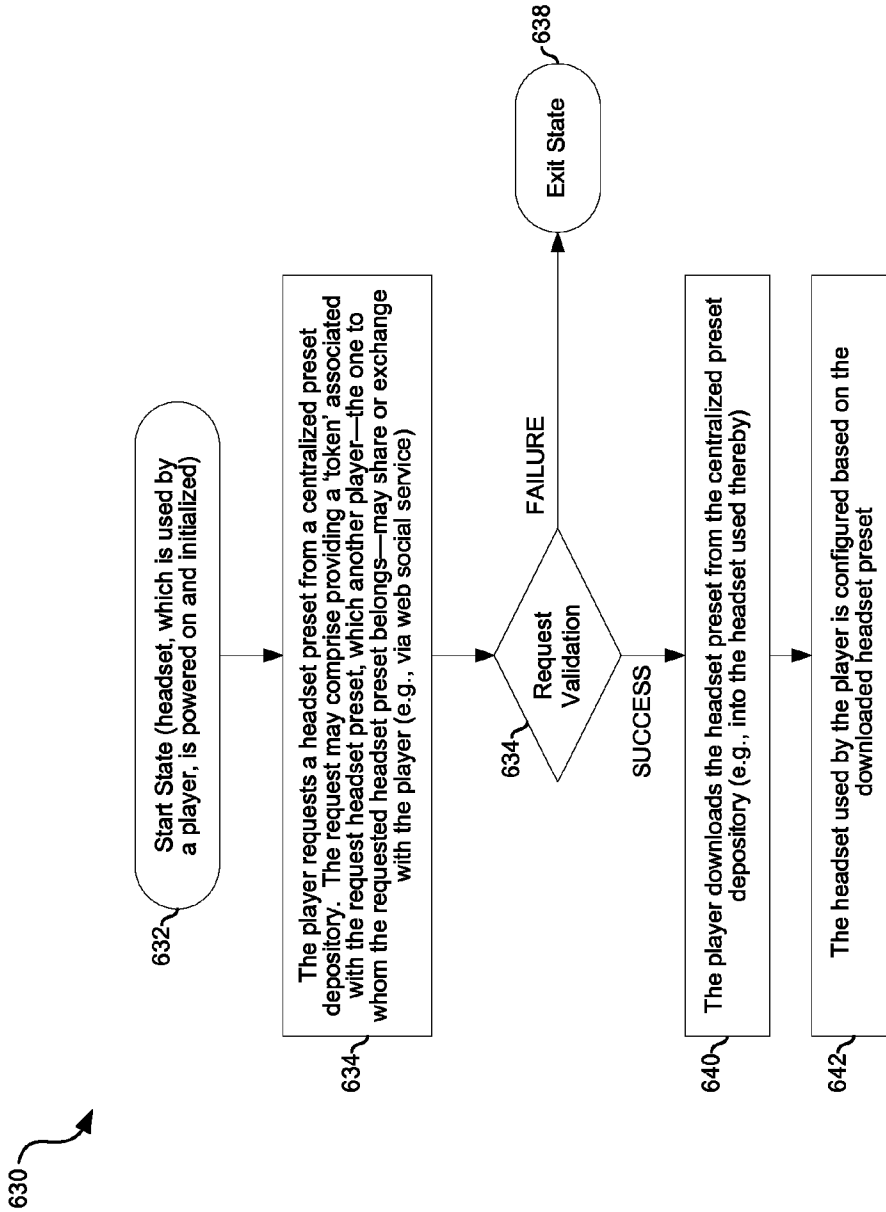 630
632
Start State (headset, which is used by
a player, is powered on and initialized)
634
The player requests a headset preset from a centralized preset
depository. The request may comprise providing a 'token' associated
with the request headset preset, which another player—the one to
whom the requested headset preset belongs—may share or exchange
with the player (e.g., via web social service)
634
Request
Validation
FAILURE
Exit State
638
SUCCESS
640
The player downloads the headset preset from the centralized preset
depository (e.g., into the headset used thereby)
642
The headset used by the player is configured based on the
downloaded headset preset